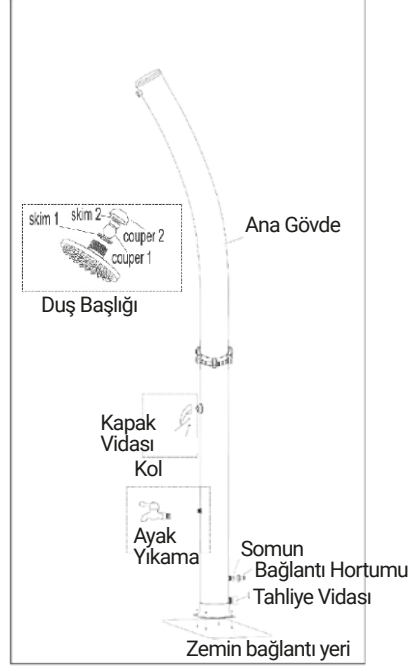 skim 1
skim 2
couper 2
couper 1
Duş Başlığı
Ana Gövde
Kapak
Vidası
Kol
Ayak
Yıkama
Somun
Bağlantı Hortumu
Tahliye Vidası
Zemin bağlantı yeri